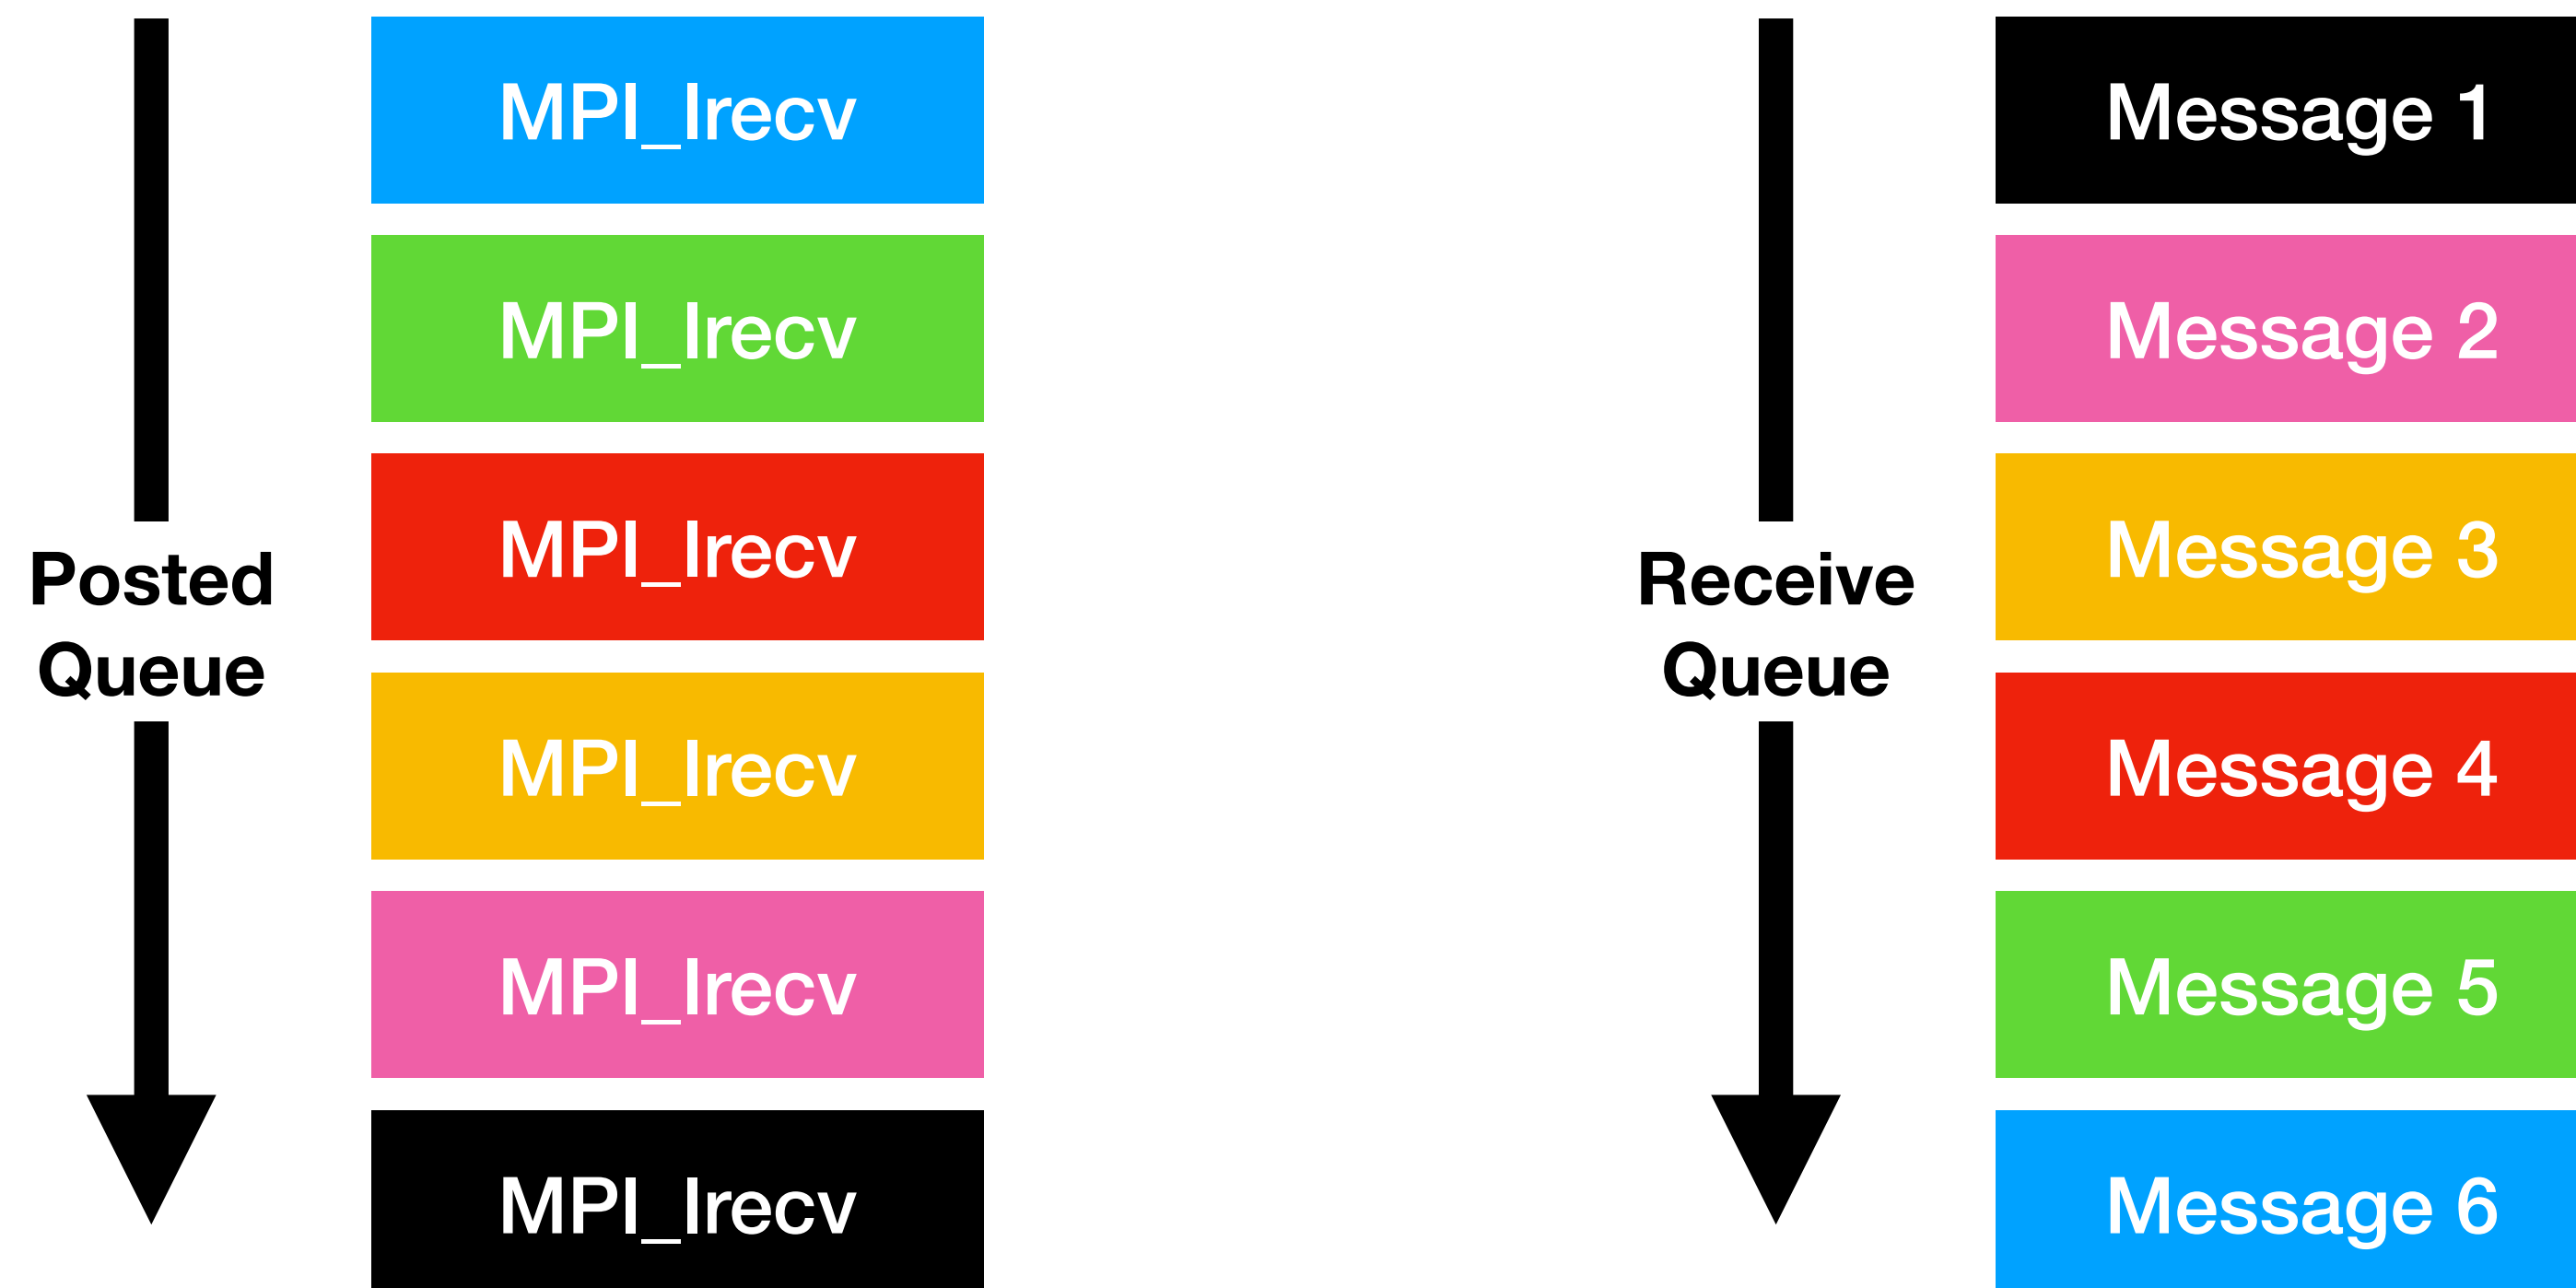 Posted
Queue
MPI_Irecv
MPI_Irecv
MPI_Irecv
MPI_Irecv
MPI_Irecv
MPI_Irecv
Receive
Queue
Message 1
Message 2
Message 3
Message 4
Message 5
Message 6